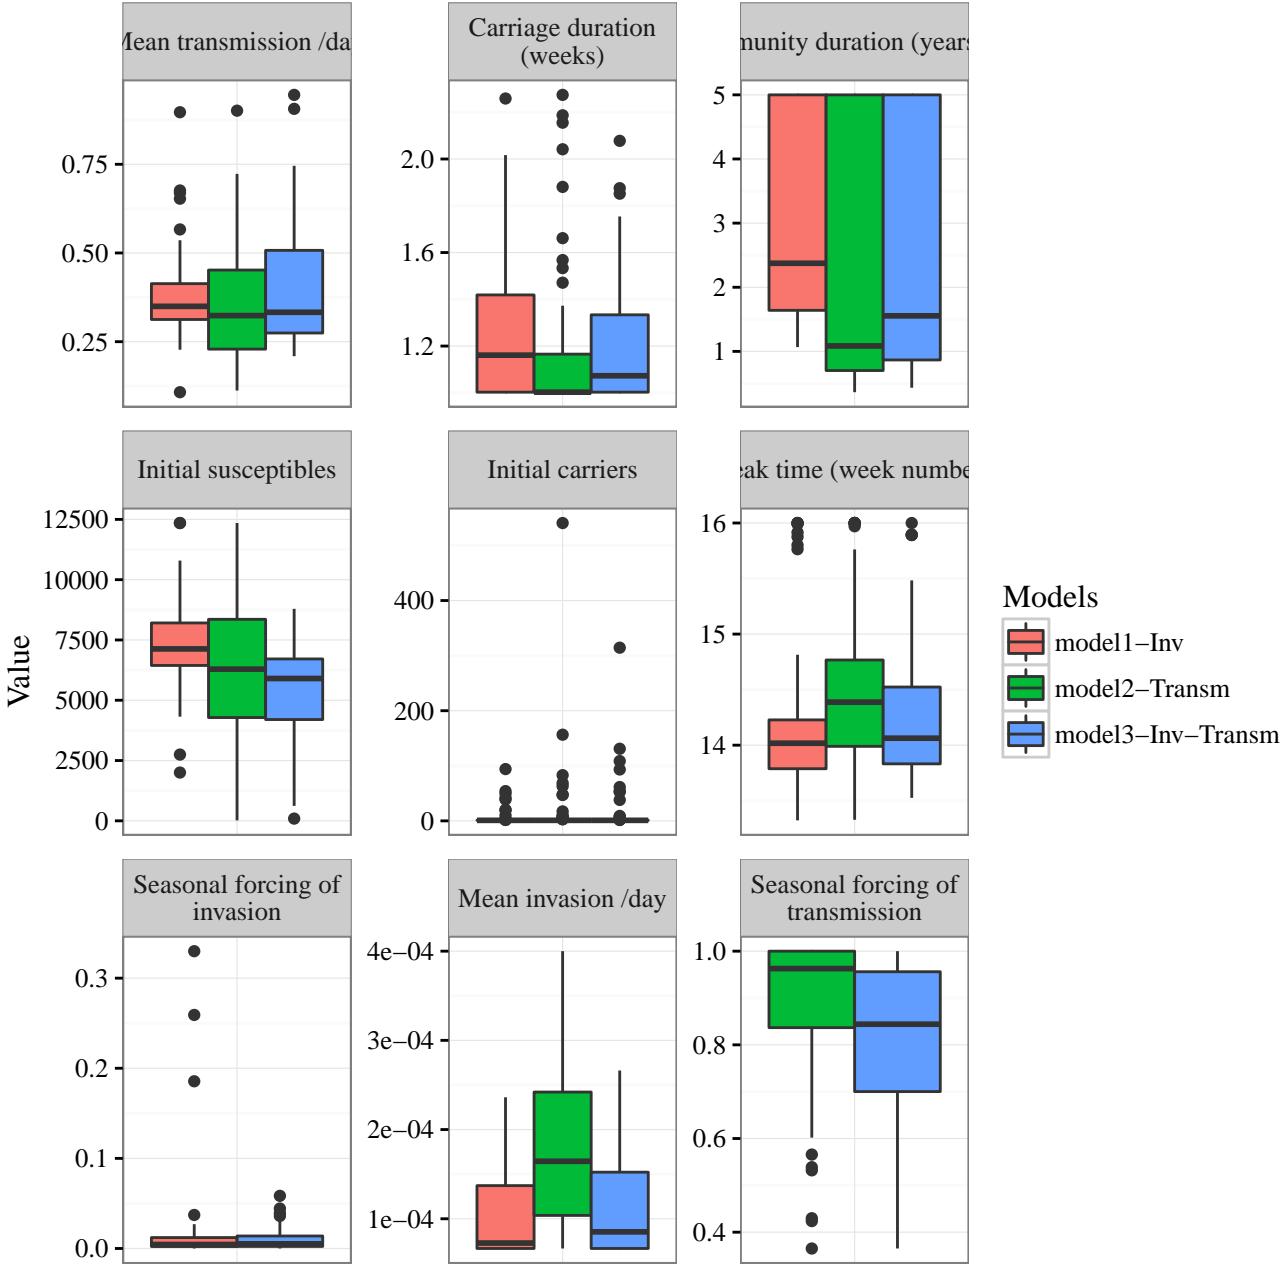 Mean transmission /da
Carriage duration
(weeks)
munity duration (years
0.75
0.50
0.25
2.0
1.6
1.2
5
4
3
2
1
Initial susceptibles
Initial carriers
eak time (week numbe
12500
10000
7500
5000
2500
0
400
200
0
16
15
14
Seasonal forcing of
invasion
Mean invasion /day
Seasonal forcing of
transmission
0.3
0.2
0.1
0.0
4e−04
3e−04
2e−04
1e−04
1.0
0.8
0.6
0.4
Value
Models
model1−Inv
model2−Transm
model3−Inv−Transm